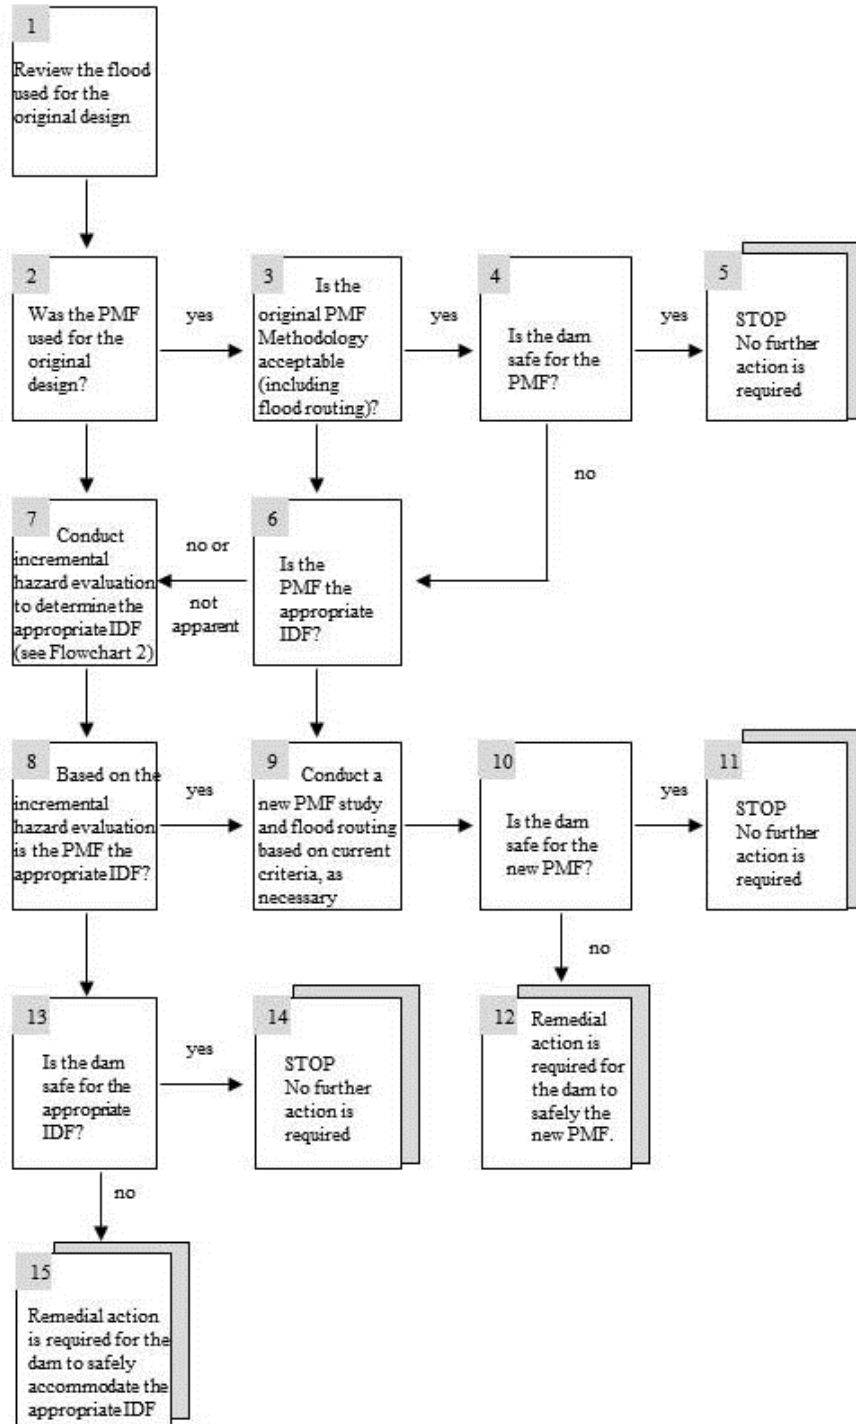 1
Review the flood
used for the
original design
2
Was the PMF
used for the
original
design?
yes
3
Is the
original PMF
Methodology
acceptable
(including
flood routing)?
yes
4
Is the dam
safe for the
PMF?
yes
5
STOP
No further
action is
required
no
7
Conduct
incremental
hazard evaluation
to determine the
appropriate IDF
(see Flowchart 2)
no or
not
apparent
6
Is the
PMF the
appropriate
IDF?
8
Based on the
incremental
hazard evaluation
is the PMF the
appropriate IDF?
yes
9
Conduct a
new PMF study
and flood routing
based on current
criteria, as
necessary
10
Is the dam
safe for the
new PMF?
yes
11
STOP
No further
action is
required
no
13
Is the dam
safe for the
appropriate
IDF?
yes
14
STOP
No further
action is
required
12
Remedial
action is
required for
the dam to
safely the
new PMF.
no
15
Remedial action
is required for the
dam to safely
accommodate the
appropriate IDF